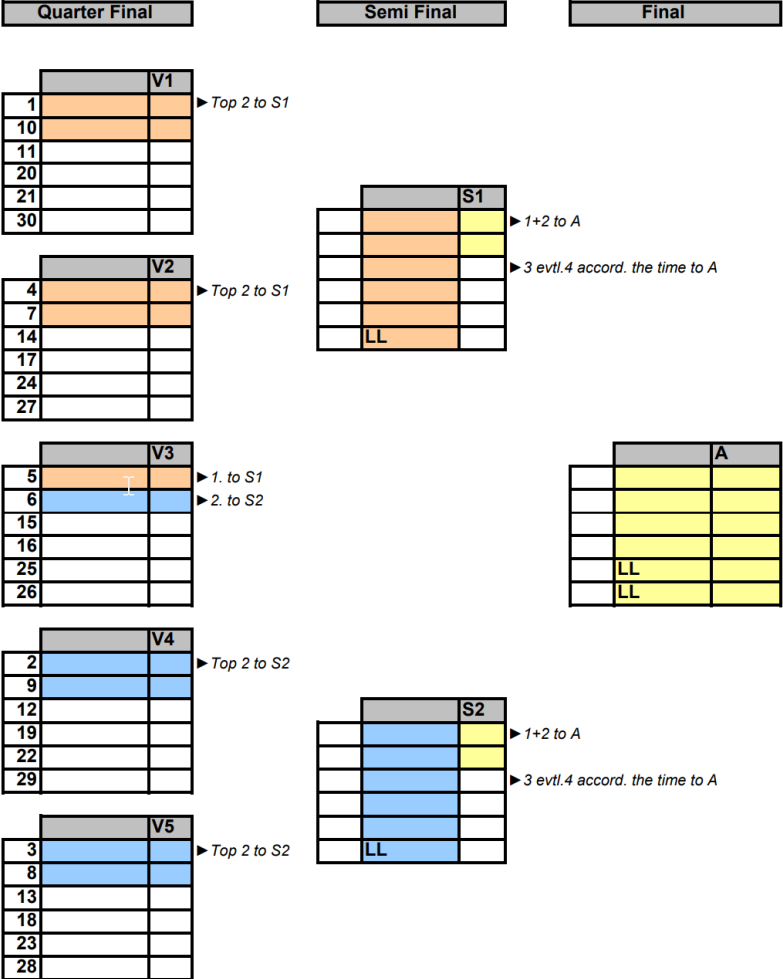 Quarter Final
Semi Final
Final
V1
1
► Top 2 to S1
10
11
20
21
30
V2
4
► Top 2 to S1
7
14
17
24
27
V3
5
► 1. to S1
6
► 2. to S2
15
16
25
26
V4
2
► Top 2 to S2
9
12
19
22
29
V5
3
► Top 2 to S2
8
13
18
23
28
S1
► 1+2 to A
► 3 evtl.4 accord. the time to A
LL
S2
► 1+2 to A
► 3 evtl.4 accord. the time to A
LL
A
LL
LL